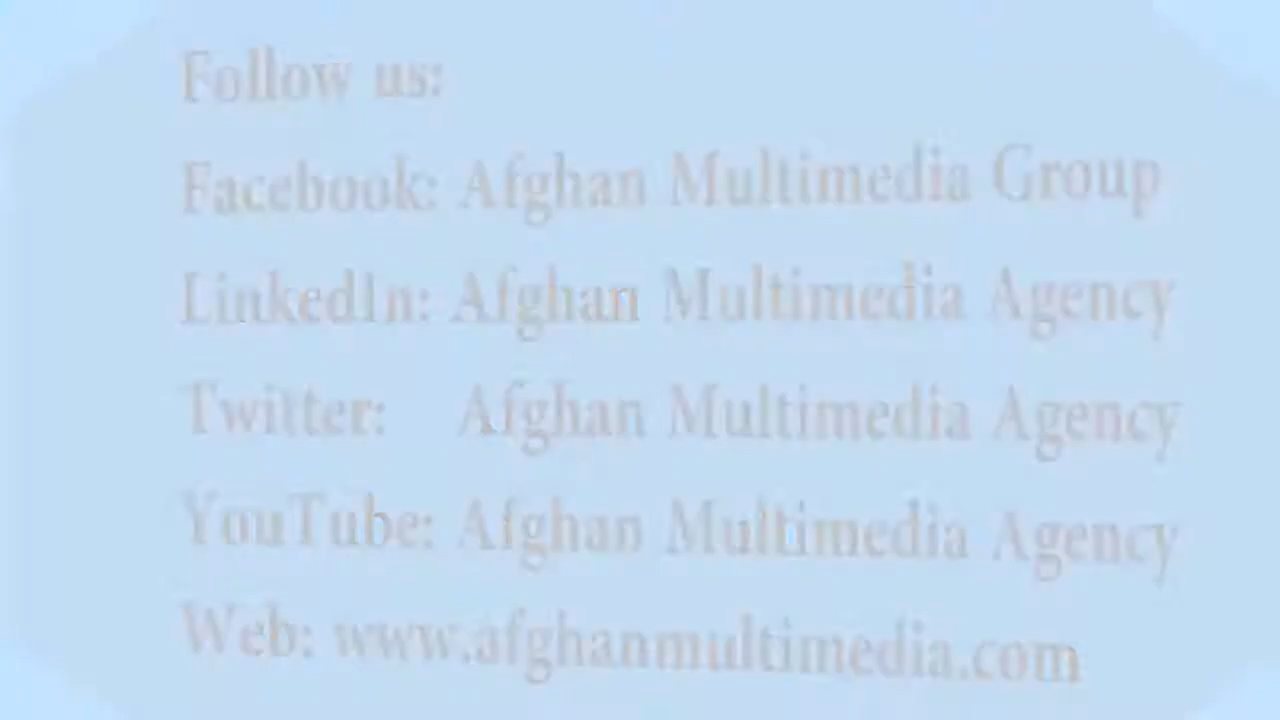 Follow us:
Facebook: Afghan Multimedia Group
LinkedIn: Afghan Multimedia Agency
Twitter: Afghan Multimedia Agency
YouTube: Afghan Multimedia Agency
Web: www.afghanmultimedia.com